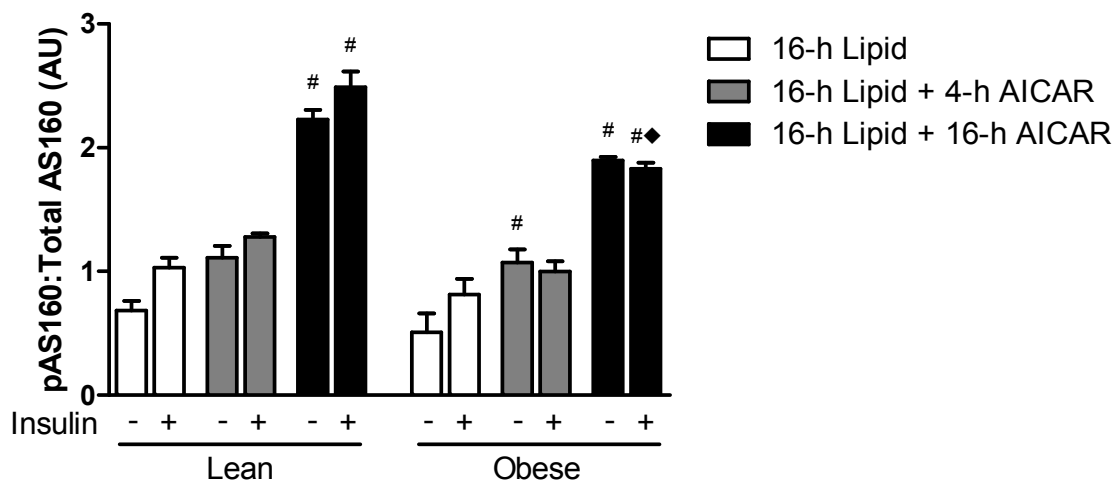 pAS160:Total AS160 (AU)
3
2
1
0
# # # # #◆
16-h Lipid
16-h Lipid + 4-h AICAR
16-h Lipid + 16-h AICAR
Insulin - + - + - + - + - + - +
Lean Obese